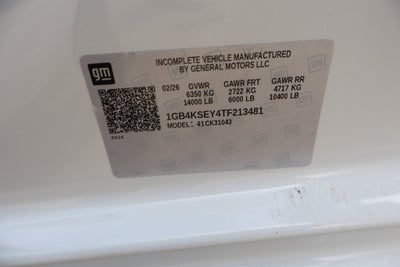 INCOMPLETE VEHICLE MANUFACTURED
BY GENERAL MOTORS LLC
gm
02/26 GVWR GAWR FRT GAWR RR
6350 KG 2722 KG 4717 KG
14000 LB 6000 LB 10400 LB
1GB4KSEY4TF213481
MODEL: 41CK31043